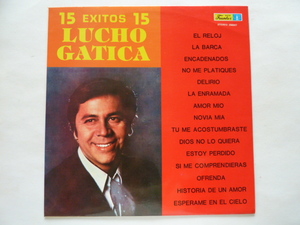 15 EXITOS 15
LUCHO
GATICA
EL RELOJ
LA BARCA
ENCADENADOS
NO ME PLATIQUES
DELIRIO
LA ENRAMADA
AMOR MIO
NOVIA MIA
TU ME ACOSTUMBRASTE
DIOS NO LO QUIERA
ESTOY PERDIDO
SI ME COMPRENDIERAS
OFRENDA
HISTORIA DE UN AMOR
ESPERAME EN EL CIELO